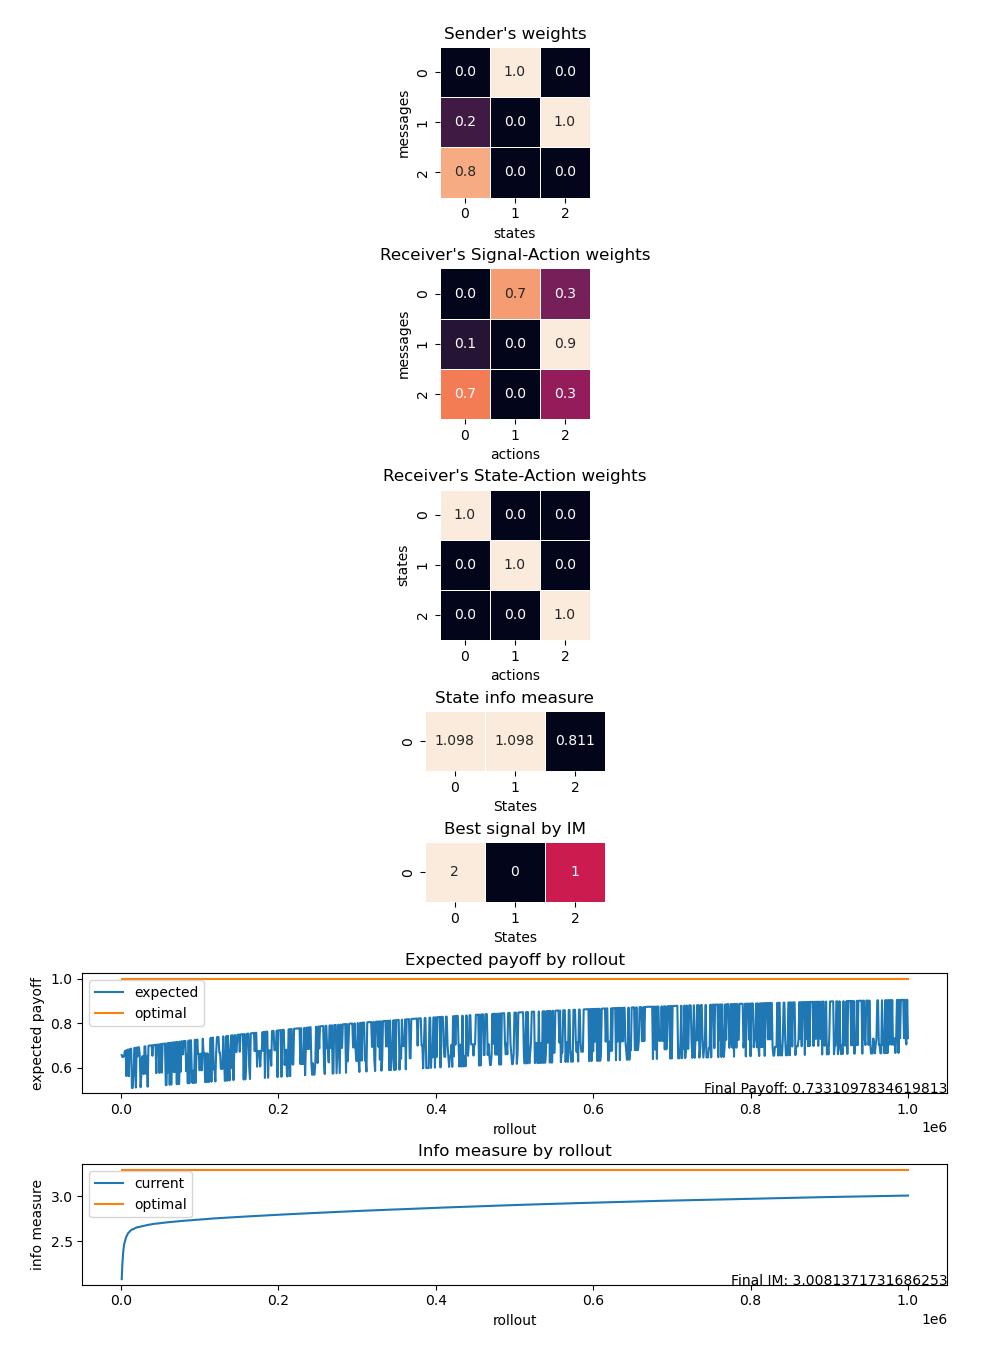 Sender's weights
messages
0 0.0 1.0 0.0
1 0.2 0.0 1.0
2 0.8 0.0 0.0
0 1 2
states
Receiver's Signal-Action weights
messages
0 0.0 0.7 0.3
1 0.1 0.0 0.9
2 0.7 0.0 0.3
0 1 2
actions
Receiver's State-Action weights
states
0 1.0 0.0 0.0
1 0.0 1.0 0.0
2 0.0 0.0 1.0
0 1 2
actions
State info measure
0 1.098 1.098 0.811
0 1 2
States
Best signal by IM
0 2 0 1
0 1 2
States
Expected payoff by rollout
expected payoff
1.0
0.8
0.6
expected
optimal
Final Payoff: 0.7331097834619813
0.0 0.2 0.4 0.6 0.8 1.0
1e6
rollout
Info measure by rollout
info measure
3.0
2.5
current
optimal
Final IM: 3.0081371731686253
0.0 0.2 0.4 0.6 0.8 1.0
1e6
rollout